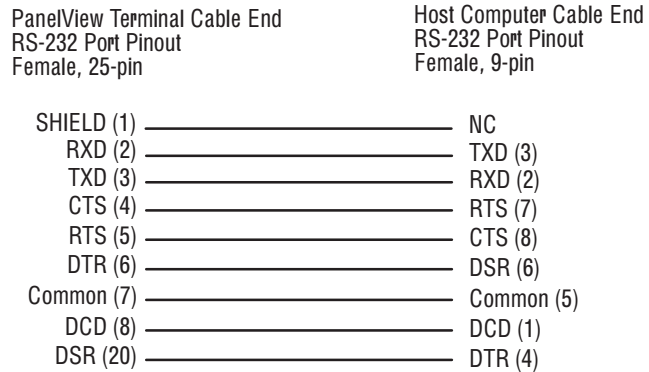 PanelView Terminal Cable End
RS-232 Port Pinout
Female, 25-pin
Host Computer Cable End
RS-232 Port Pinout
Female, 9-pin
SHIELD (1) NC
RXD (2) TXD (3)
TXD (3) RXD (2)
CTS (4) RTS (7)
RTS (5) CTS (8)
DTR (6) DSR (6)
Common (7) Common (5)
DCD (8) DCD (1)
DSR (20) DTR (4)